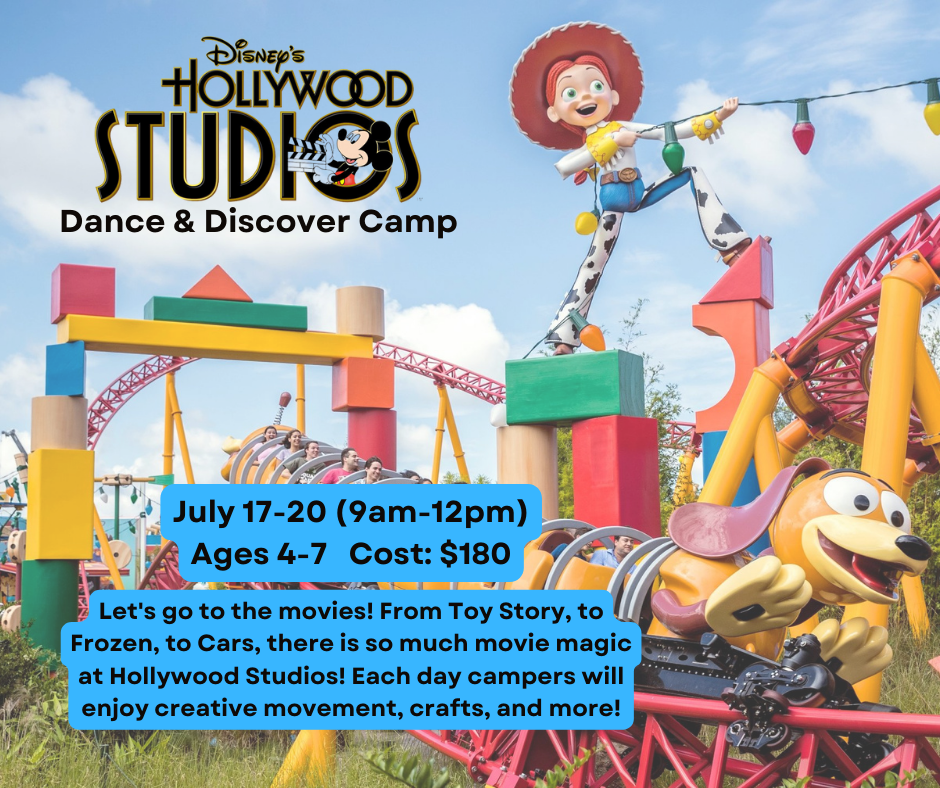 Disney's
HOLLYWOOD
STUDIOS
Dance & Discover Camp
July 17-20 (9am-12pm)
Ages 4-7 Cost: $180
Let's go to the movies! From Toy Story, to
Frozen, to Cars, there is so much movie magic
at Hollywood Studios! Each day campers will
enjoy creative movement, crafts, and more!